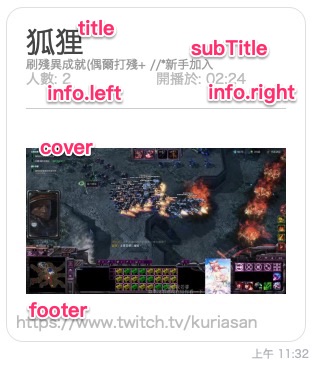 狐狸
title
subTitle
刷殘異成就(偶爾打殘+ //*新手加入
人數: 2
開播於: 02:24
info.left
info.right
cover
footer
https://www.twitch.tv/kuriasan
上午 11:32